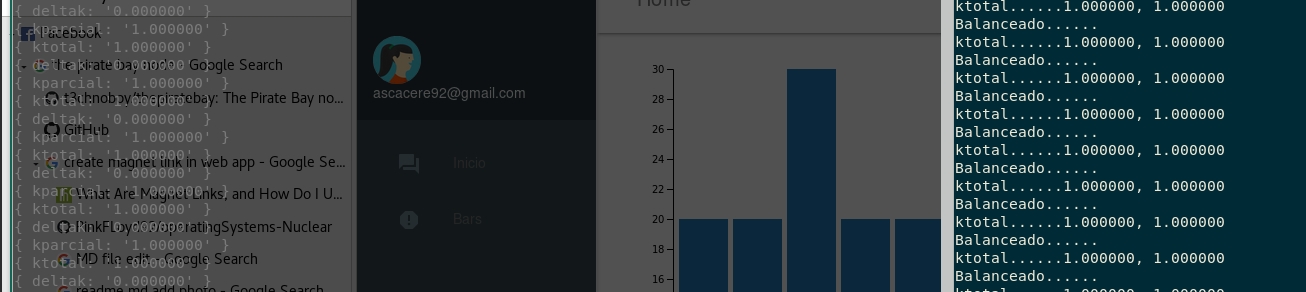 { deltak: '0.000000' }
{ kparcial: '1.000000' }
Facebook
{ ktotal: '1.000000' }
the pirate bay nodejs - Google Search
{ deltak: '0.000000' }
{ kparcial: '1.000000' }
t3chnoboy/thepiratebay: The Pirate Bay no...
{ ktotal: '1.000000' }
{ deltak: '0.000000' }
GitHub
{ kparcial: '1.000000' }
{ ktotal: '1.000000' }
create magnet link in web app - Google Se...
{ deltak: '0.000000' }
{ kparcial: '1.000000' }
What Are Magnet Links, and How Do I U...
{ ktotal: '1.000000' }
{ deltak: '0.000000' }
PinkFloyd/OperatingSystems-Nuclear
{ kparcial: '1.000000' }
{ ktotal: '1.000000' }
MD file edit - Google Search
{ deltak: '0.000000' }
readme.md add photo - Google Search
ascacere92@gmail.com
Inicio
Bars
Home
30
28
26
24
22
20
18
16
ktotal......1.000000, 1.000000
Balanceado......
ktotal......1.000000, 1.000000
Balanceado......
ktotal......1.000000, 1.000000
Balanceado......
ktotal......1.000000, 1.000000
Balanceado......
ktotal......1.000000, 1.000000
Balanceado......
ktotal......1.000000, 1.000000
Balanceado......
ktotal......1.000000, 1.000000
Balanceado......
ktotal......1.000000, 1.000000
Balanceado......
ktotal......1.000000, 1.000000